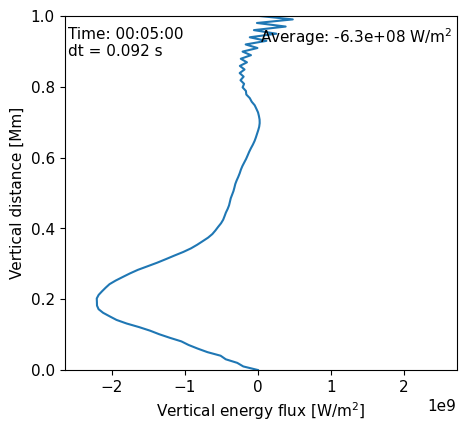 Time: 00:05:00
dt = 0.092 s
Average: -6.3e+08 W/m²
Vertical distance [Mm]
1.0
0.8
0.6
0.4
0.2
0.0
−2
−1
0
1
2
1e9
Vertical energy flux [W/m²]